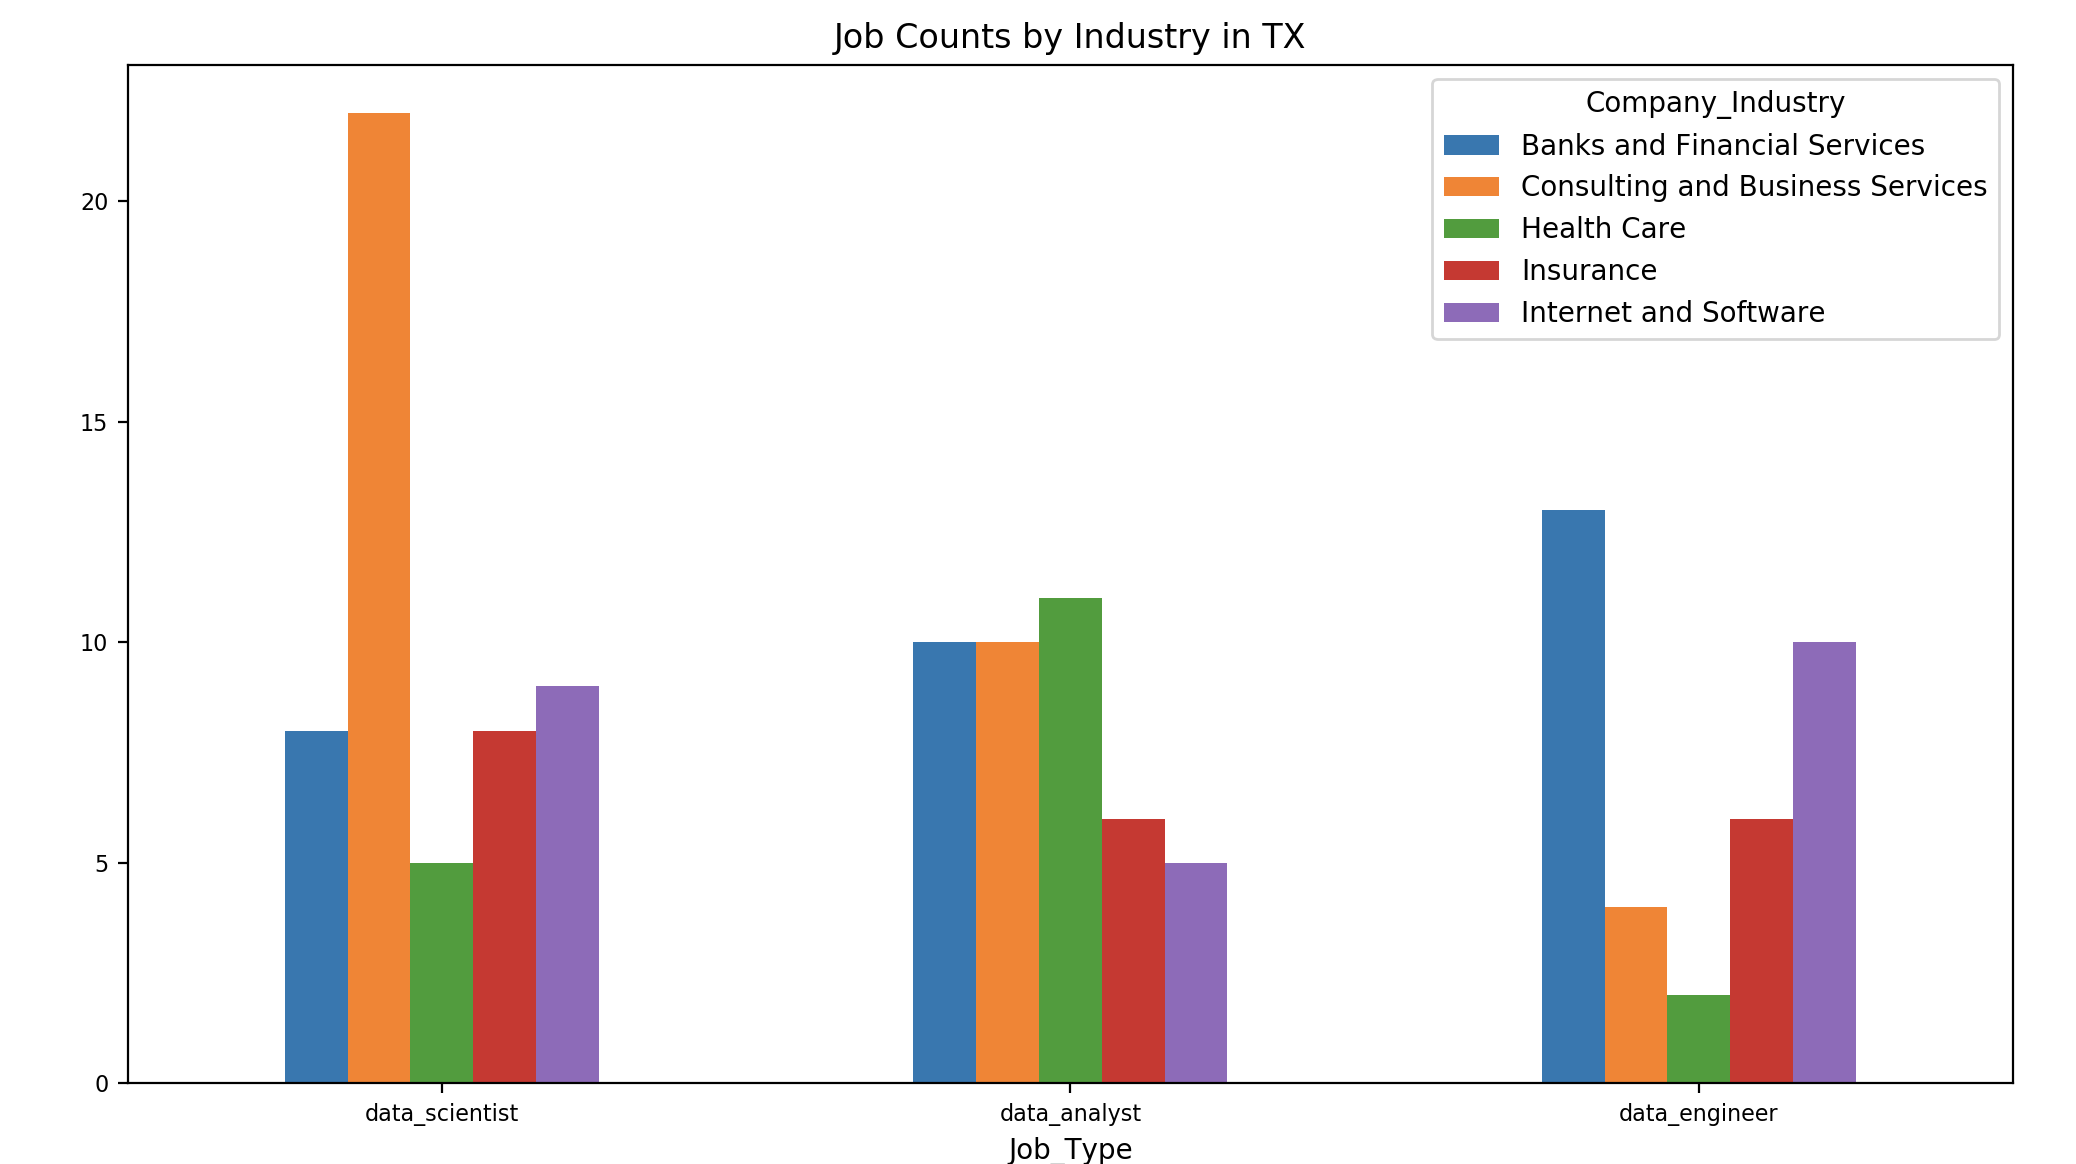 Job Counts by Industry in TX
Company_Industry
Banks and Financial Services
Consulting and Business Services
Health Care
Insurance
Internet and Software
20
15
10
5
0
data_scientist
data_analyst
data_engineer
Job_Type